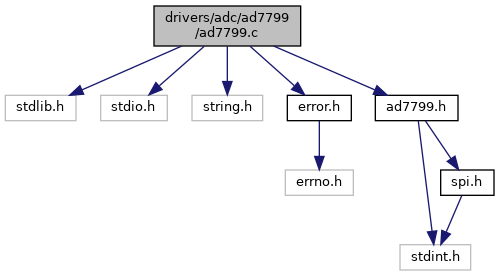 drivers/adc/ad7799
/ad7799.c
stdlib.h
stdio.h
string.h
error.h
ad7799.h
errno.h
spi.h
stdint.h